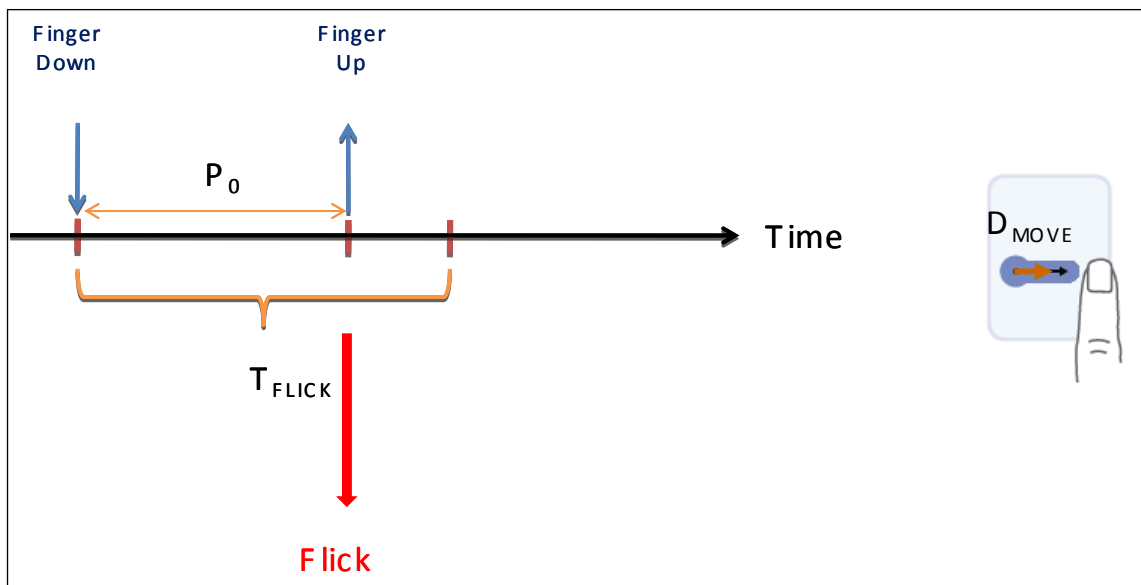 Finger
Down
Finger
Up
P0
Time
DMOVE
TFLICK
Flick